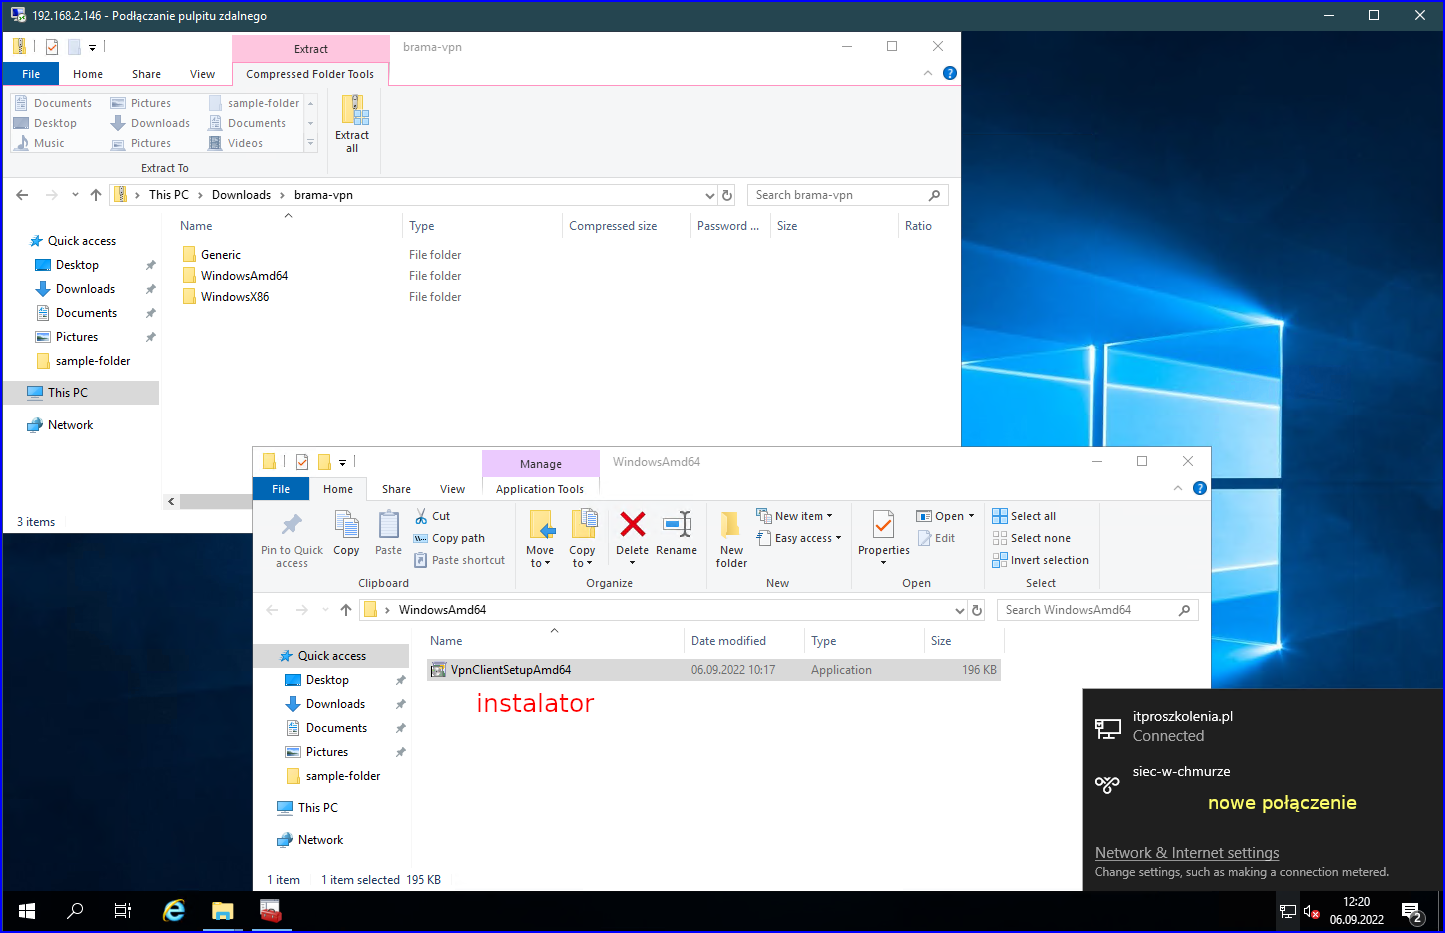 192.168.2.146 - Podłączanie pulpitu zdalnego
Extract
brama-vpn
File
Home
Share
View
Compressed Folder Tools
Documents
Pictures
sample-folder
Desktop
Downloads
Documents
Music
Pictures
Videos
Extract all
Extract To
This PC > Downloads > brama-vpn
Search brama-vpn
Name
Type
Compressed size
Password ...
Size
Ratio
Quick access
Desktop
Downloads
Documents
Pictures
sample-folder
This PC
Network
Generic
File folder
WindowsAmd64
File folder
WindowsX86
File folder
3 items
Manage
WindowsAmd64
File
Home
Share
View
Application Tools
Pin to Quick access
Copy
Paste
Cut
Copy path
Paste shortcut
Clipboard
Move to
Copy to
Delete
Rename
Organize
New folder
New item
Easy access
New
Properties
Open
Edit
Open
Select all
Select none
Invert selection
Select
WindowsAmd64
Search WindowsAmd64
Name
Date modified
Type
Size
Quick access
Desktop
Downloads
Documents
Pictures
sample-folder
This PC
Network
VpnClientSetupAmd64
06.09.2022 10:17
Application
196 KB
instalator
1 item
1 item selected 195 KB
itproszkolenia.pl
Connected
siec-w-chmurze
nowe połączenie
Network & Internet settings
Change settings, such as making a connection metered.
12:20
06.09.2022
2